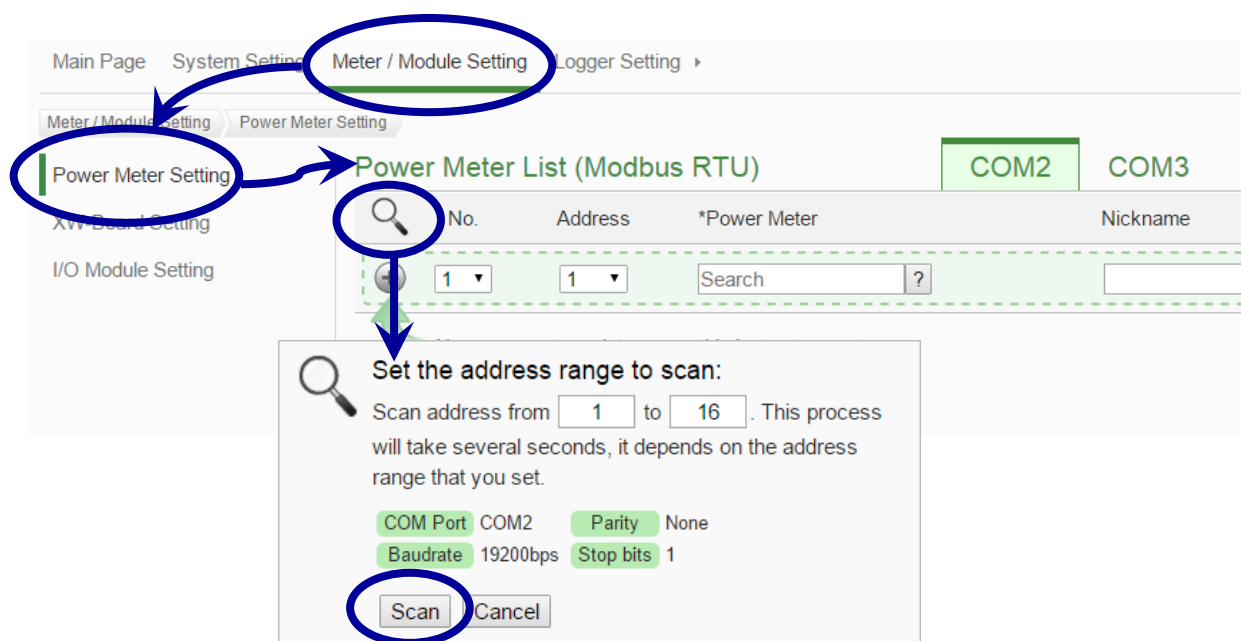 Main Page System Setting Meter / Module Setting Logger Setting
Meter / Module Setting Power Meter Setting
Power Meter Setting
XW-Board Setting
I/O Module Setting
Power Meter List (Modbus RTU) COM2 COM3
No. Address *Power Meter Nickname
1 1 Search ?
Set the address range to scan:
Scan address from 1 to 16 . This process
will take several seconds, it depends on the address
range that you set.
COM Port COM2 Parity None
Baudrate 19200bps Stop bits 1
Scan Cancel